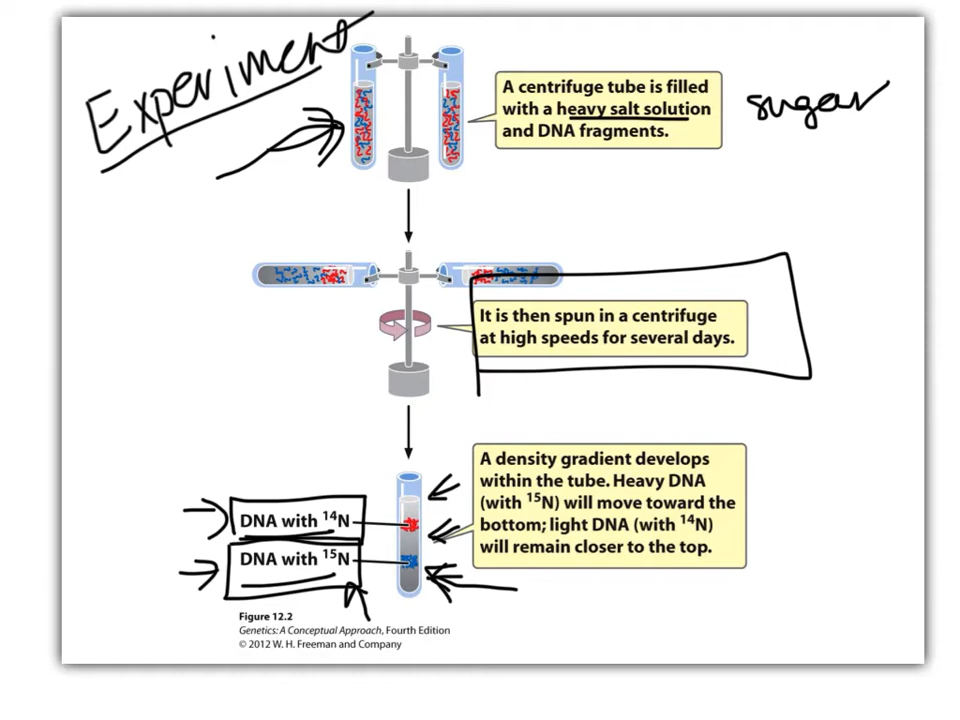 Experiment
A centrifuge tube is filled
with a heavy salt solution
and DNA fragments.
sugar
It is then spun in a centrifuge
at high speeds for several days.
A density gradient develops
within the tube. Heavy DNA
(with ¹⁵N) will move toward the
bottom; light DNA (with ¹⁴N)
will remain closer to the top.
DNA with ¹⁴N
DNA with ¹⁵N
Figure 12.2
Genetics: A Conceptual Approach, Fourth Edition
© 2012 W. H. Freeman and Company